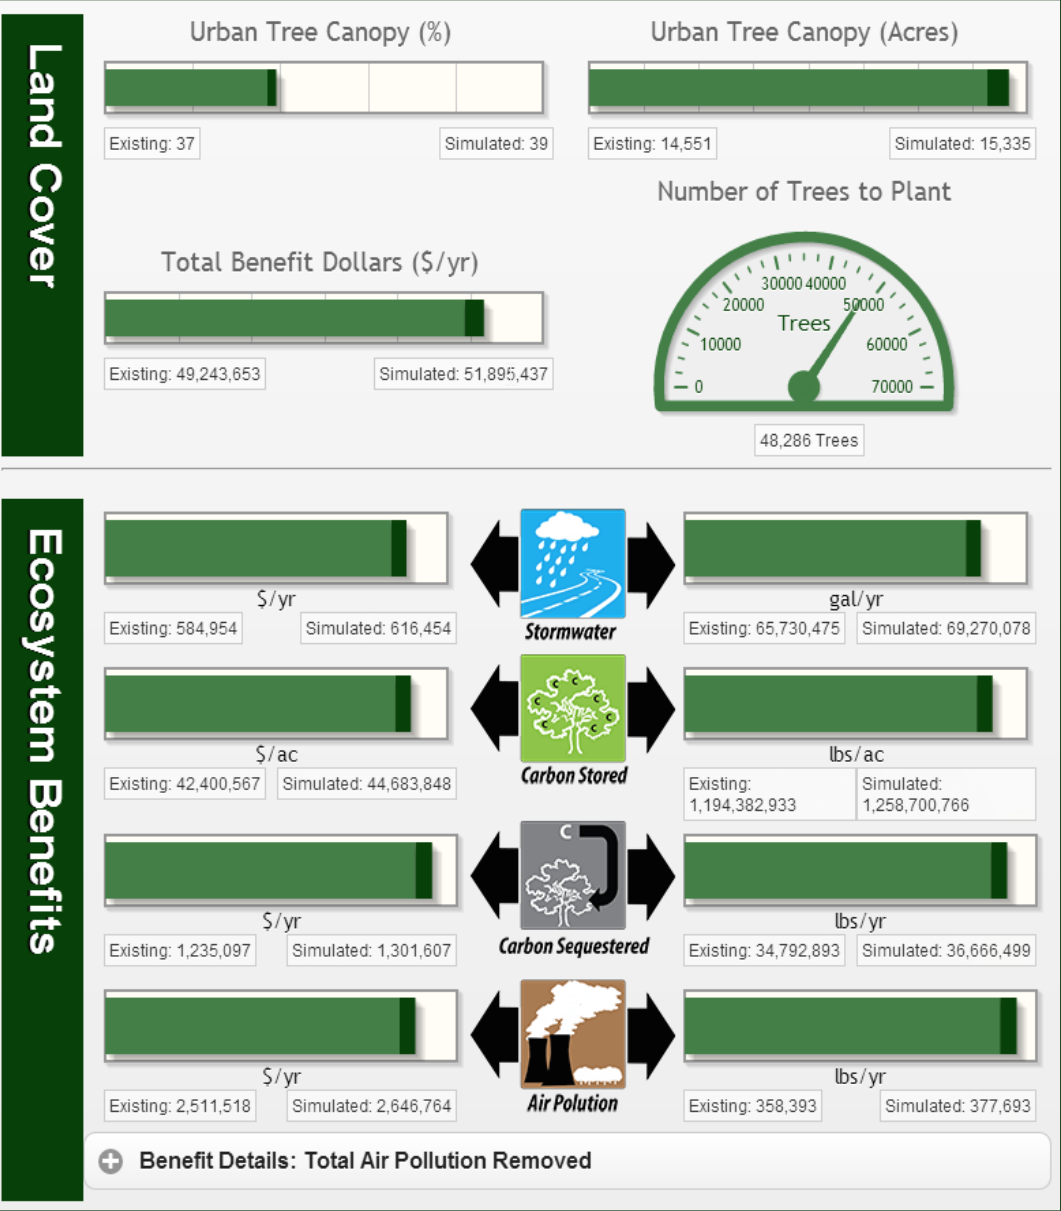 Land Cover
Urban Tree Canopy (%)
Existing: 37
Simulated: 39
Urban Tree Canopy (Acres)
Existing: 14,551
Simulated: 15,335
Total Benefit Dollars ($/yr)
Existing: 49,243,653
Simulated: 51,895,437
Number of Trees to Plant
0
10000
20000
30000
40000
50000
60000
70000
Trees
48,286 Trees
Ecosystem Benefits
$/yr
Existing: 584,954
Simulated: 616,454
Stormwater
gal/yr
Existing: 65,730,475
Simulated: 69,270,078
$/ac
Existing: 42,400,567
Simulated: 44,683,848
C
C
C
C
C
C
Carbon Stored
lbs/ac
Existing:
1,194,382,933
Simulated:
1,258,700,766
$/yr
Existing: 1,235,097
Simulated: 1,301,607
C
Carbon Sequestered
lbs/yr
Existing: 34,792,893
Simulated: 36,666,499
$/yr
Existing: 2,511,518
Simulated: 2,646,764
Air Polution
lbs/yr
Existing: 358,393
Simulated: 377,693
Benefit Details: Total Air Pollution Removed